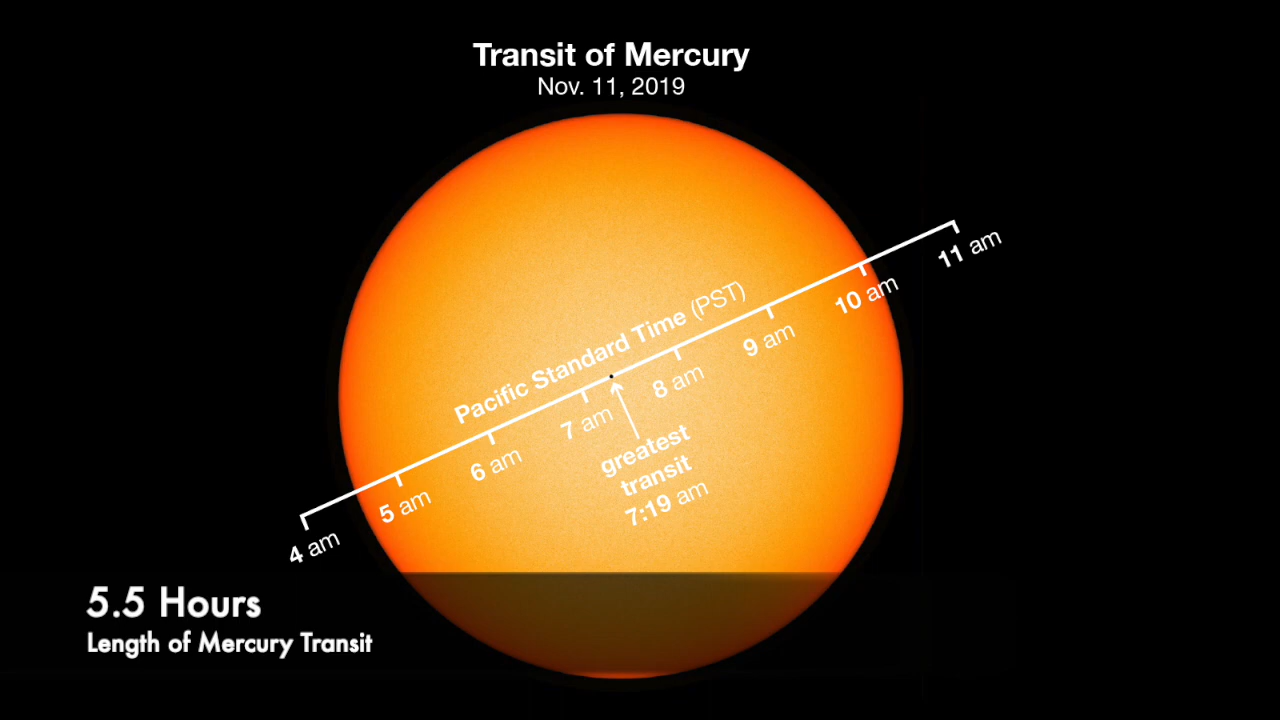 Transit of Mercury
Nov. 11, 2019
Pacific Standard Time (PST)
4 am
5 am
6 am
7 am
8 am
9 am
10 am
11 am
greatest
transit
7:19 am
5.5 Hours
Length of Mercury Transit